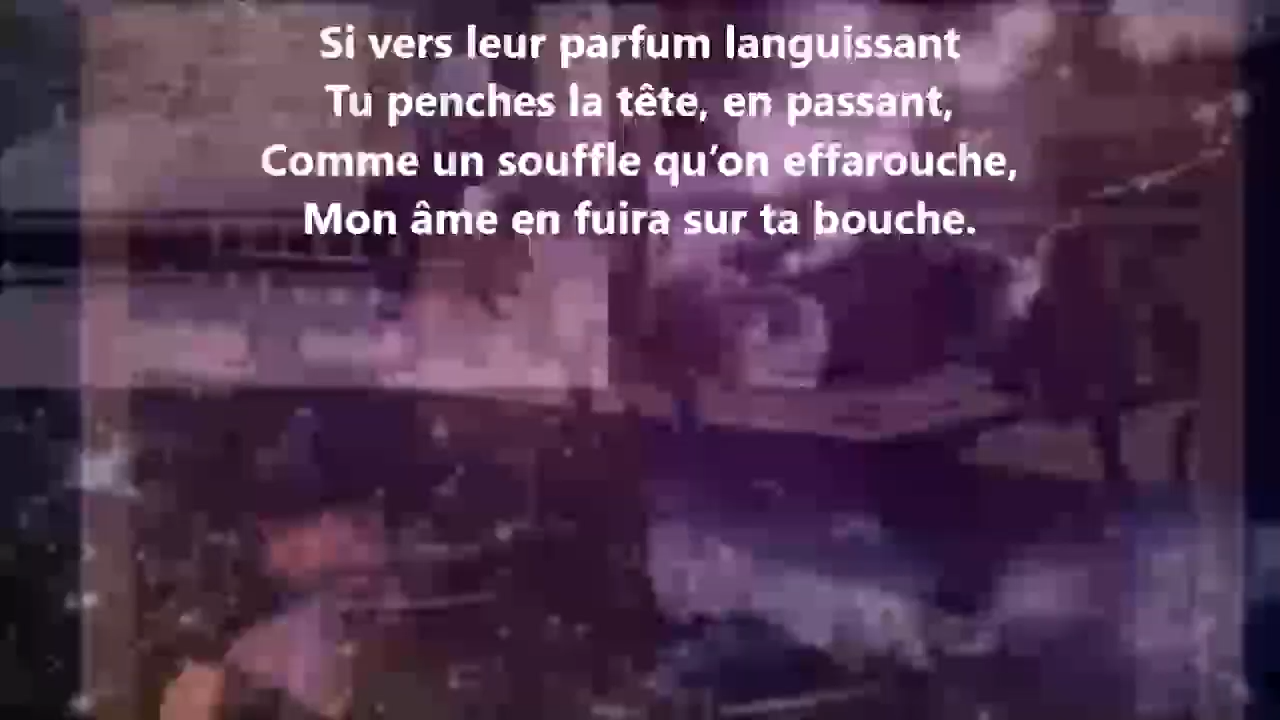 Si vers leur parfum languissant
Tu penches la tête, en passant,
Comme un souffle qu’on effarouche,
Mon âme en fuira sur ta bouche.